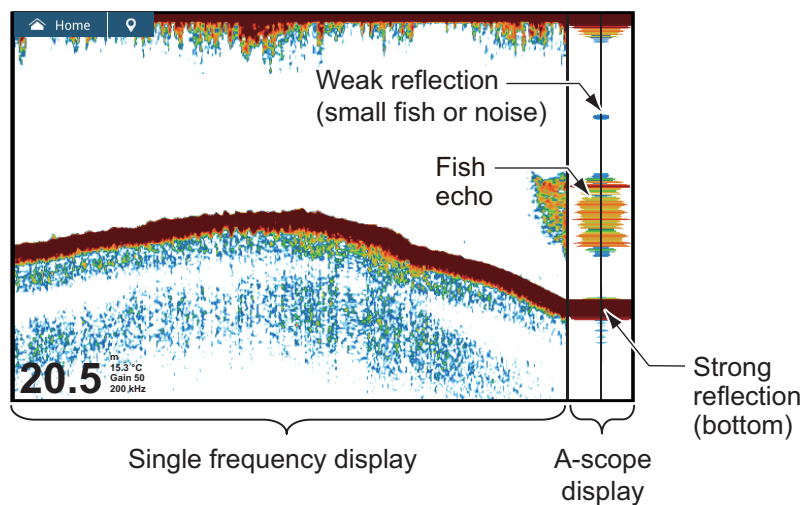 Home
Weak reflection
(small fish or noise)
Fish
echo
20.5
m
15.3 °C
Gain 50
200 kHz
Strong
reflection
(bottom)
Single frequency display
A-scope
display